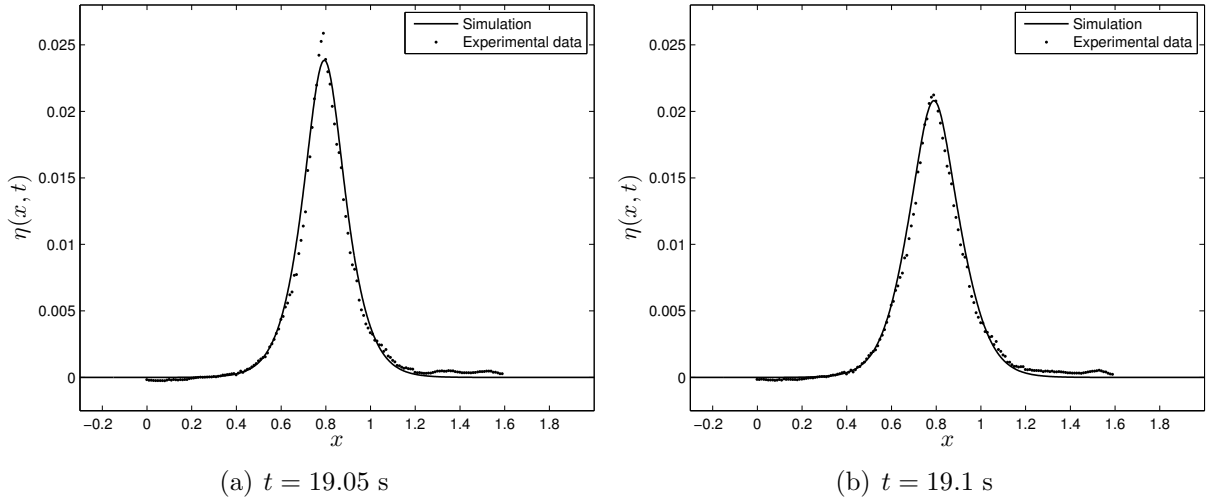 Simulation
Experimental data
0.025
0.02
0.015
0.01
0.005
0
η(x, t)
−0.2 0 0.2 0.4 0.6 0.8 1 1.2 1.4 1.6 1.8
x
(a) t = 19.05 s
Simulation
Experimental data
0.025
0.02
0.015
0.01
0.005
0
η(x, t)
−0.2 0 0.2 0.4 0.6 0.8 1 1.2 1.4 1.6 1.8
x
(b) t = 19.1 s